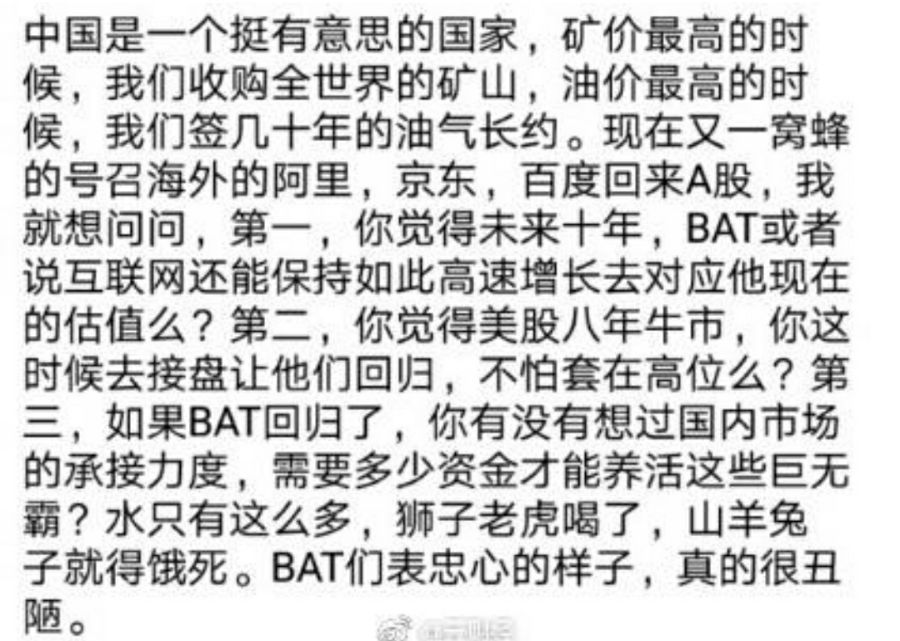 中国是一个挺有意思的国家，矿价最高的时
候，我们收购全世界的矿山，油价最高的时
候，我们签几十年的油气长约。现在又一窝蜂
的号召海外的阿里，京东，百度回来A股，我
就想问问，第一，你觉得未来十年，BAT或者
说互联网还能保持如此高速增长去对应他现在
的估值么？第二，你觉得美股八年牛市，你这
时候去接盘让他们回归，不怕套在高位么？第
三，如果BAT回归了，你有没有想过国内市场
的承接力度，需要多少资金才能养活这些巨无
霸？水只有这么多，狮子老虎喝了，山羊兔
子就得饿死。BAT们表忠心的样子，真的很丑
陋。